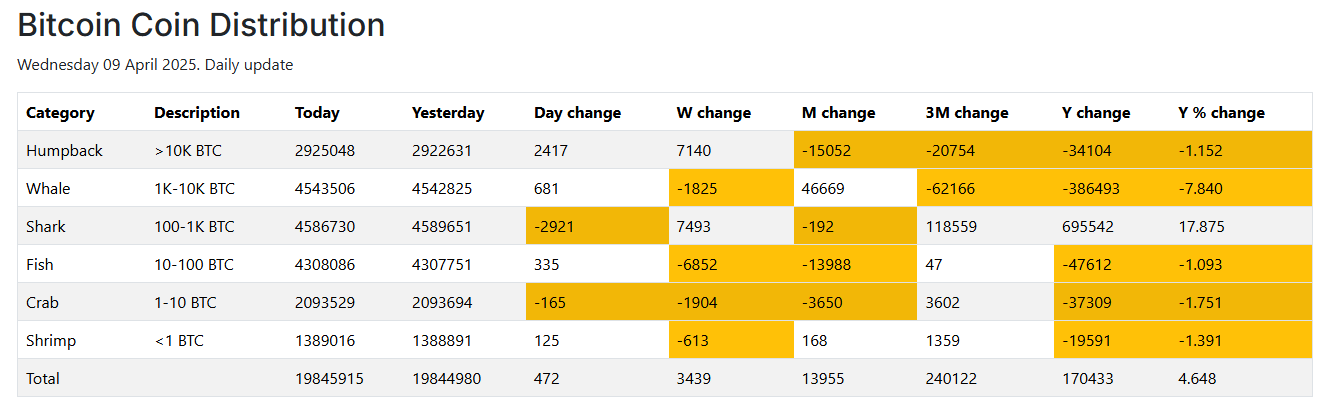 Bitcoin Coin Distribution
Wednesday 09 April 2025. Daily update
Category Description Today Yesterday Day change W change M change 3M change Y change Y % change
Humpback >10K BTC 2925048 2922631 2417 7140 -15052 -20754 -34104 -1.152
Whale 1K-10K BTC 4543506 4542825 681 -1825 46669 -62166 -386493 -7.840
Shark 100-1K BTC 4586730 4589651 -2921 7493 -192 118559 695542 17.875
Fish 10-100 BTC 4308086 4307751 335 -6852 -13988 47 -47612 -1.093
Crab 1-10 BTC 2093529 2093694 -165 -1904 -3650 3602 -37309 -1.751
Shrimp <1 BTC 1389016 1388891 125 -613 168 1359 -19591 -1.391
Total 19845915 19844980 472 3439 13955 240122 170433 4.648